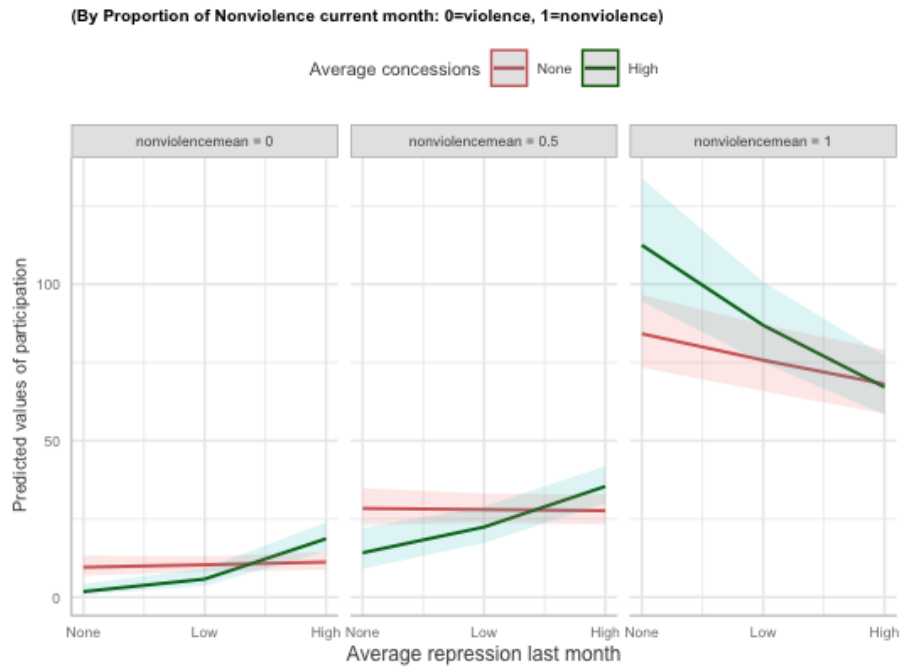 (By Proportion of Nonviolence current month: 0=violence, 1=nonviolence)
Average concessions None High
nonviolencemean = 0 nonviolencemean = 0.5 nonviolencemean = 1
Predicted values of participation
100
50
0
None Low High None Low High None Low High
Average repression last month